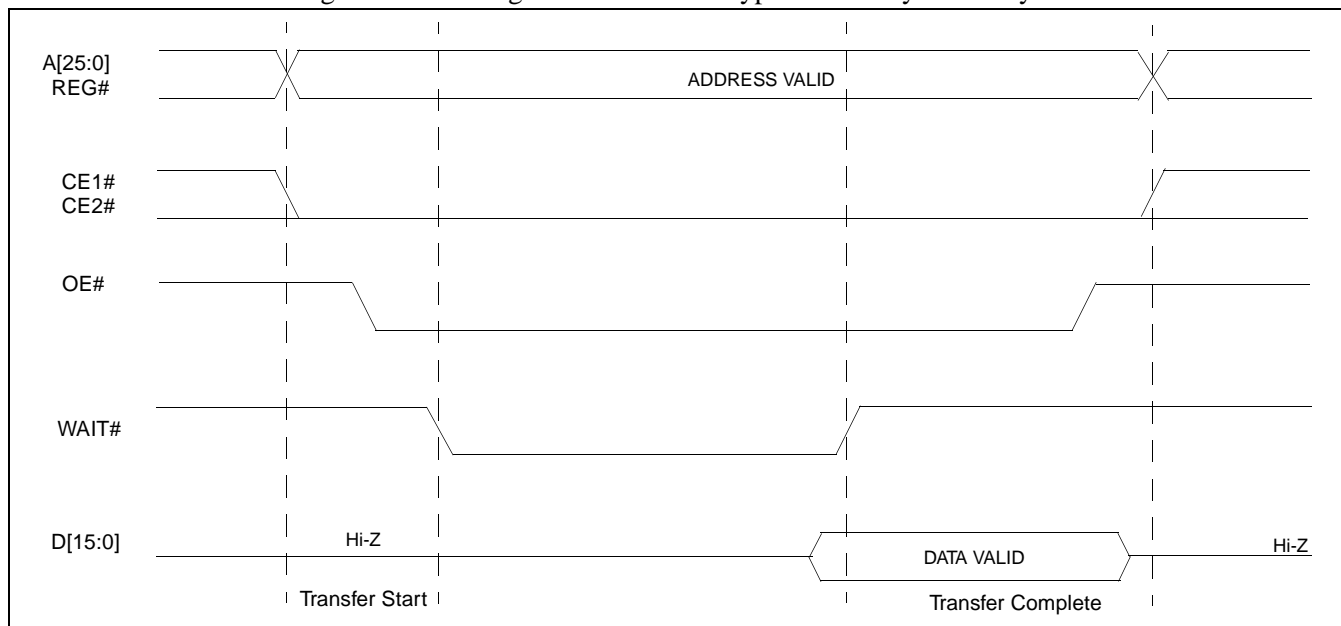 A[25:0]
REG#
ADDRESS VALID
CE1#
CE2#
OE#
WAIT#
D[15:0]
Hi-Z
DATA VALID
Hi-Z
Transfer Start
Transfer Complete